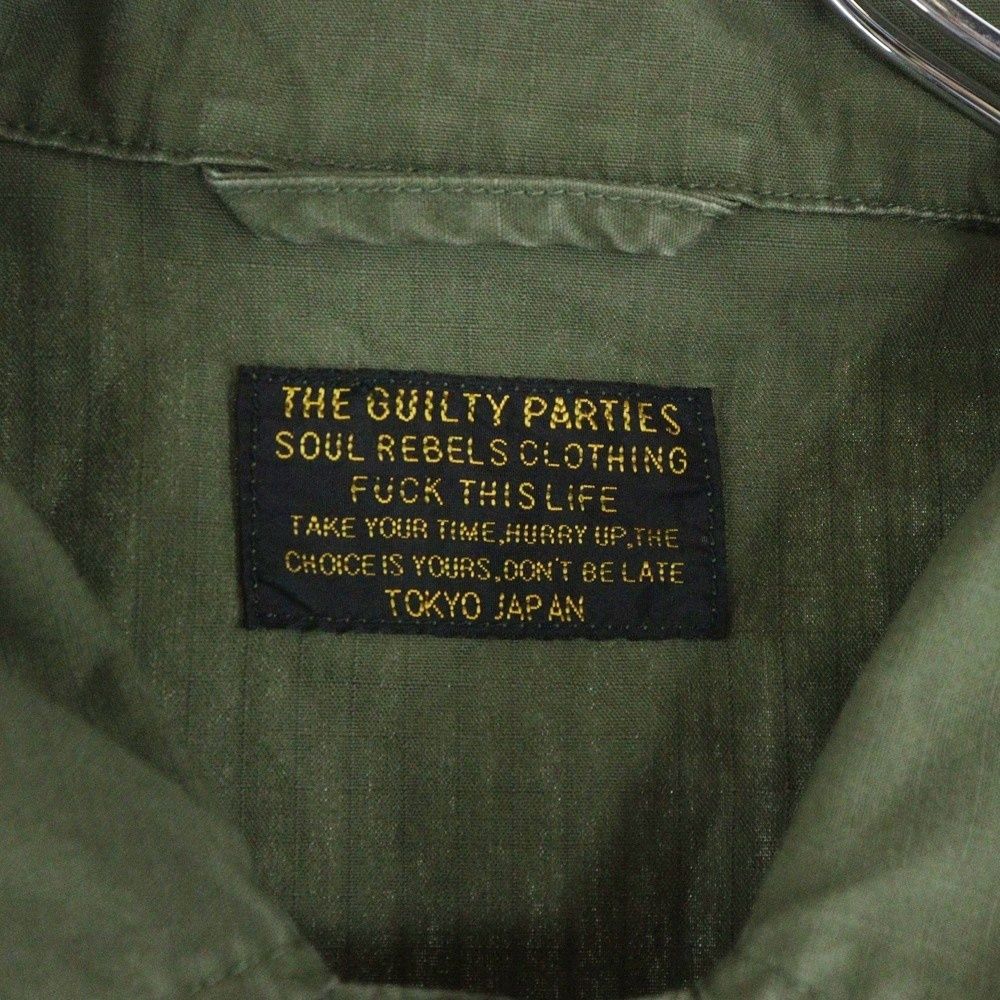 THE GUILTY PARTIES
SOUL REBELS CLOTHING
FUCK THIS LIFE
TAKE YOUR TIME,HURRY UP,THE
CHOICE IS YOURS,DON'T BE LATE
TOKYO JAPAN